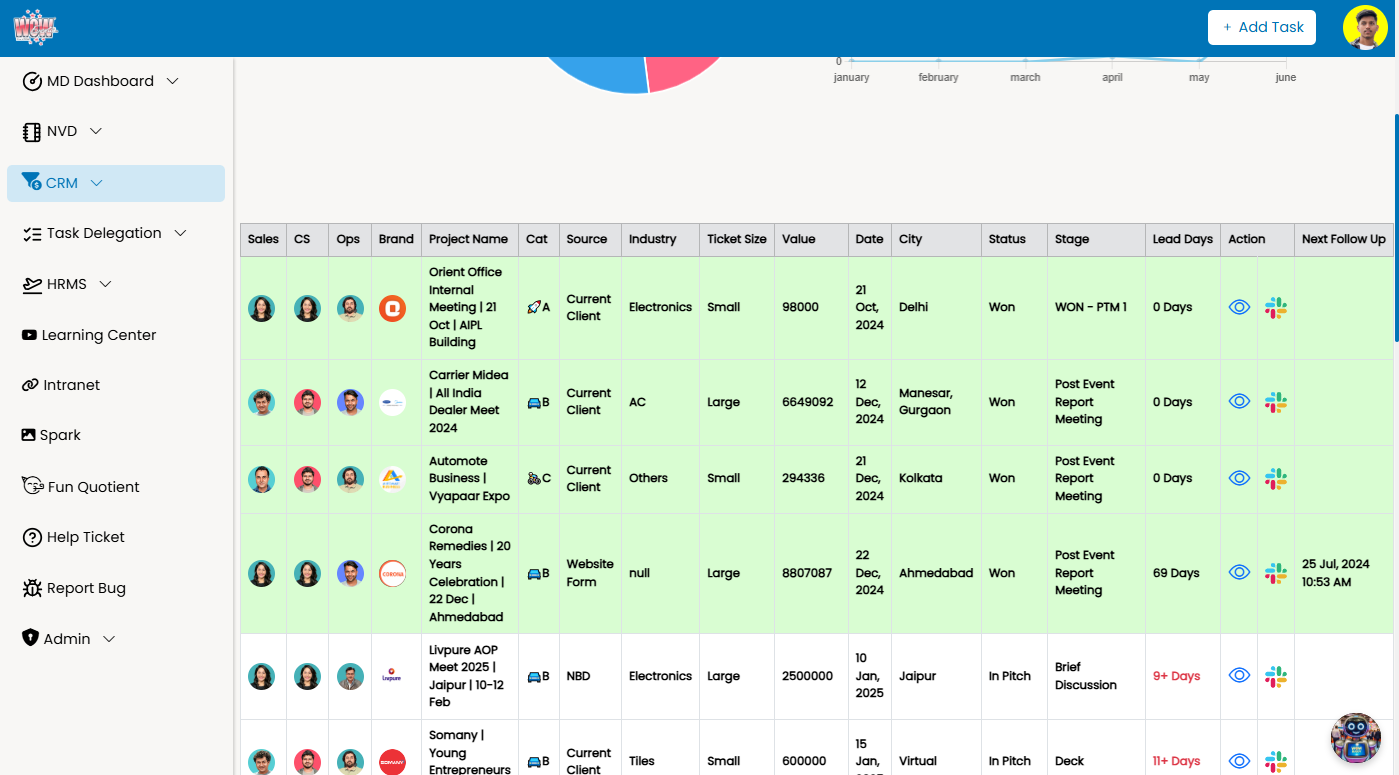 WOW
+ Add Task
0
january february march april may june
MD Dashboard
NVD
CRM
Task Delegation
HRMS
Learning Center
Intranet
Spark
Fun Quotient
Help Ticket
Report Bug
Admin
Sales CS Ops Brand Project Name Cat Source Industry Ticket Size Value Date City Status Stage Lead Days Action Next Follow Up
Orient Office
Internal
Meeting | 21
Oct | AIPL
Building
A
Current
Client
Electronics
Small
98000
21
Oct,
2024
Delhi
Won
WON - PTM 1
0 Days
Carrier Midea
| All India
Dealer Meet
2024
B
Current
Client
AC
Large
6649092
12
Dec,
2024
Manesar,
Gurgaon
Won
Post Event
Report
Meeting
0 Days
Automote
Business |
Vyapaar Expo
C
Current
Client
Others
Small
294336
21
Dec,
2024
Kolkata
Won
Post Event
Report
Meeting
0 Days
CORONA
Corona
Remedies | 20
Years
Celebration |
22 Dec |
Ahmedabad
B
Website
Form
null
Large
8807087
22
Dec,
2024
Ahmedabad
Won
Post Event
Report
Meeting
69 Days
25 Jul, 2024
10:53 AM
Livpure
Livpure AOP
Meet 2025 |
Jaipur | 10-12
Feb
B
NBD
Electronics
Large
2500000
10
Jan,
2025
Jaipur
In Pitch
Brief
Discussion
9+ Days
SOMANY
Somany |
Young
Entrepreneurs
B
Current
Client
Tiles
Small
600000
15
Jan,
Virtual
In Pitch
Deck
11+ Days